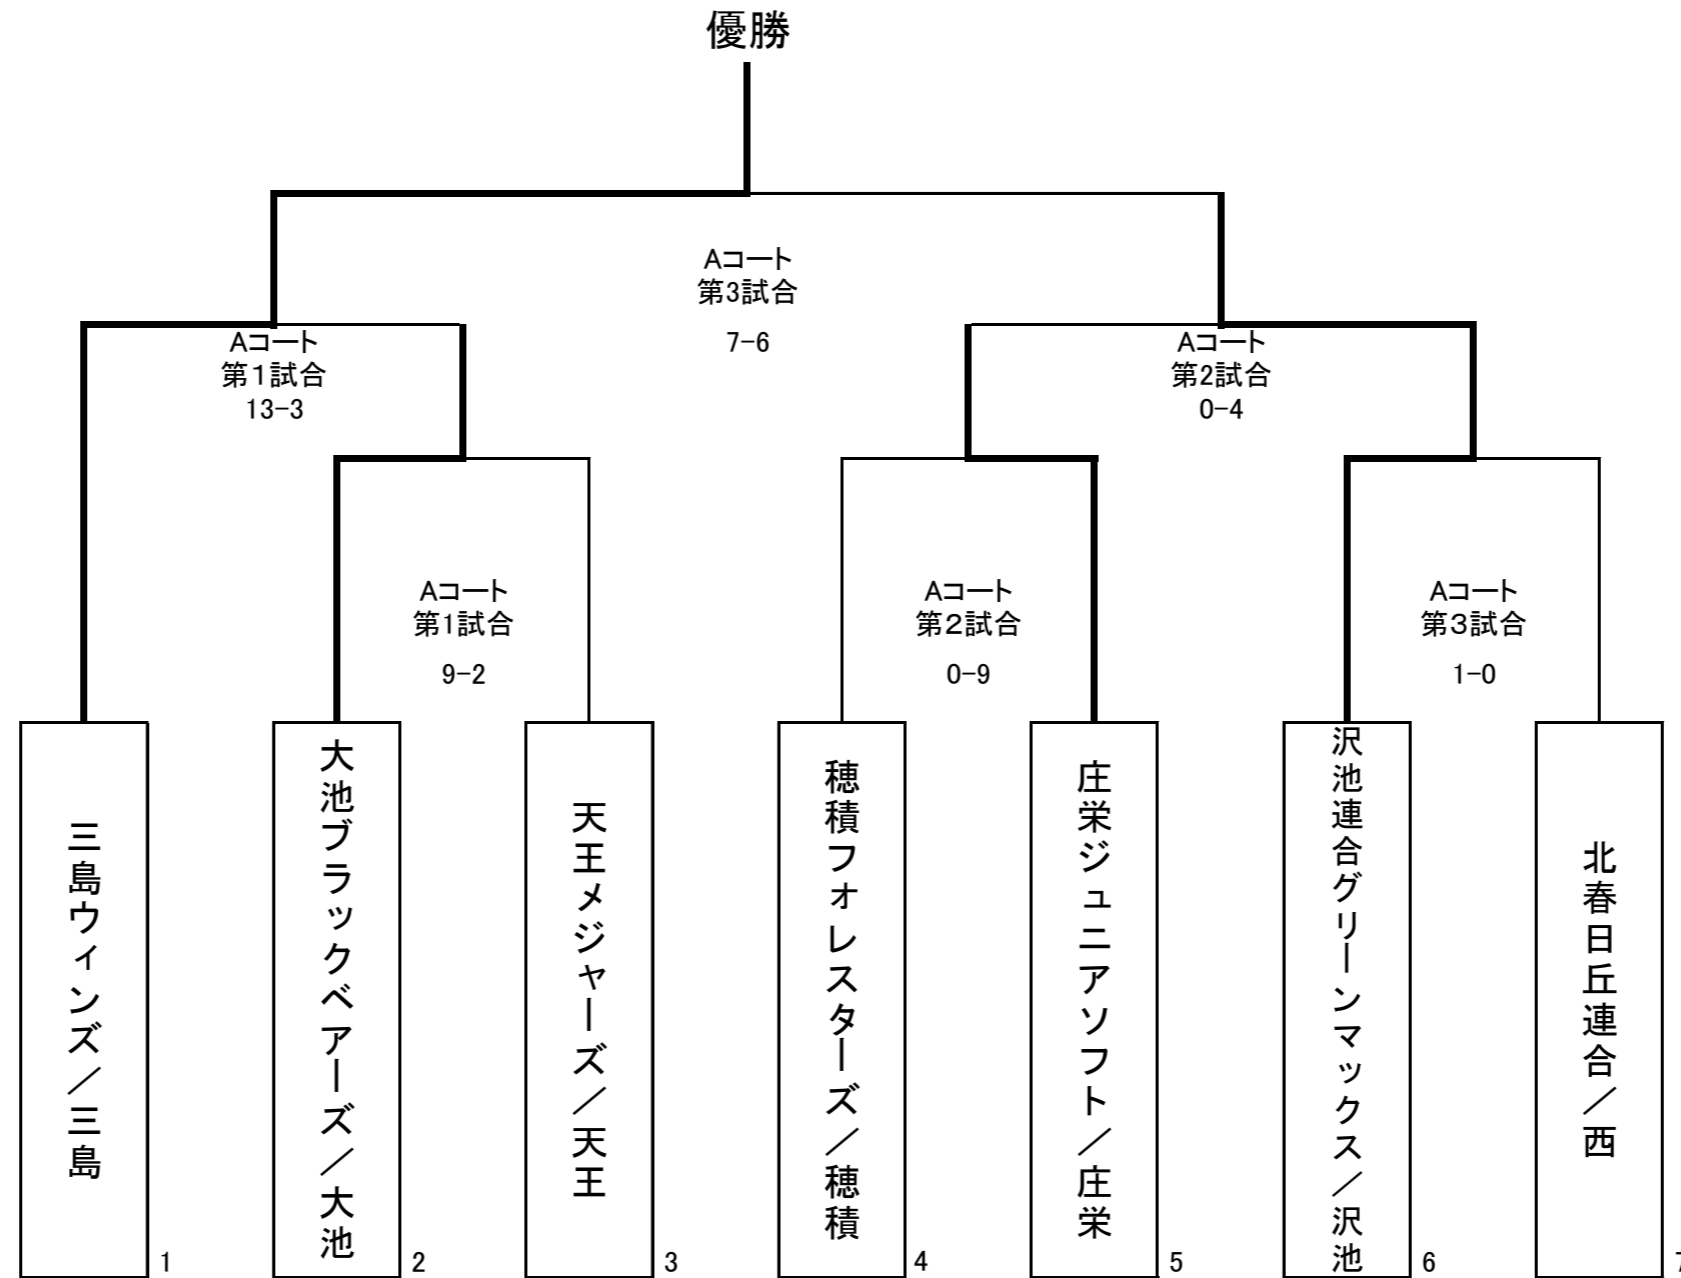 優勝
Aコート
第3試合
7-6
Aコート
第１試合
13-3
Aコート
第2試合
0-4
Aコート
第1試合
9-2
Aコート
第２試合
0-9
Aコート
第３試合
1-0
三島ウィンズ／三島
1
大池ブラックベアーズ／大池
2
天王メジャーズ／天王
3
穂積フォレスターズ／穂積
4
庄栄ジュニアソフト／庄栄
5
沢池連合グリーンマックス／沢池
6
北春日丘連合／西
7